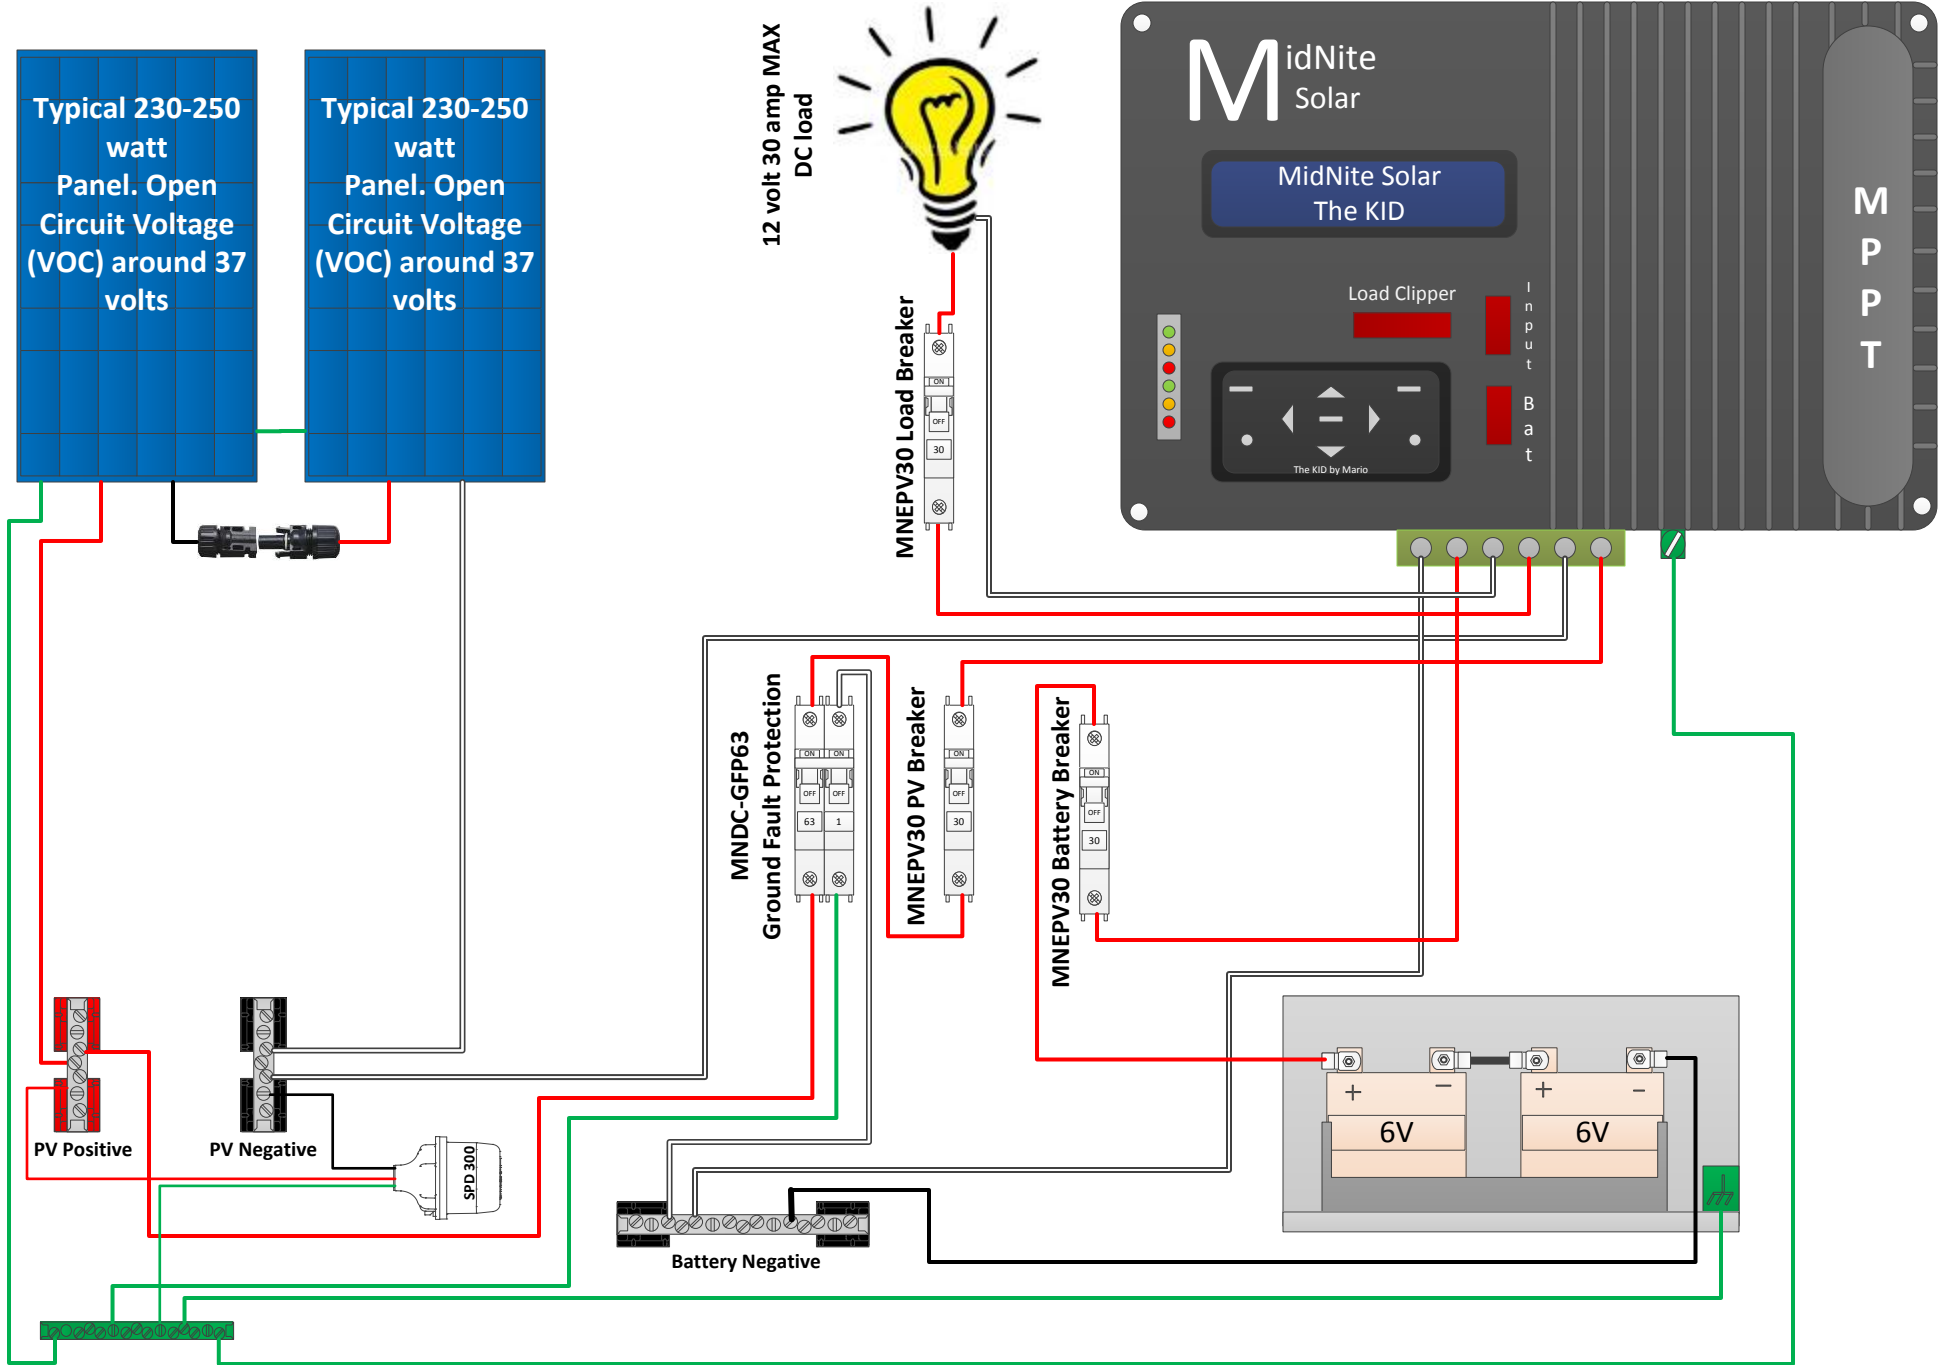 Typical 230-250
watt
Panel. Open
Circuit Voltage
(VOC) around 37
volts
Typical 230-250
watt
Panel. Open
Circuit Voltage
(VOC) around 37
volts
12 volt 30 amp MAX
DC load
MidNite
Solar
MidNite Solar
The KID
Load Clipper
Input
Bat
The KID by Mario
MPPT
MNEPV30 Load Breaker
ON
OFF
30
MNDC-GFP63
Ground Fault Protection
ON
ON
OFF
OFF
63
1
MNEPV30 PV Breaker
ON
OFF
30
MNEPV30 Battery Breaker
ON
OFF
30
PV Positive
PV Negative
SPD 300
Battery Negative
+
−
+
−
6V
6V